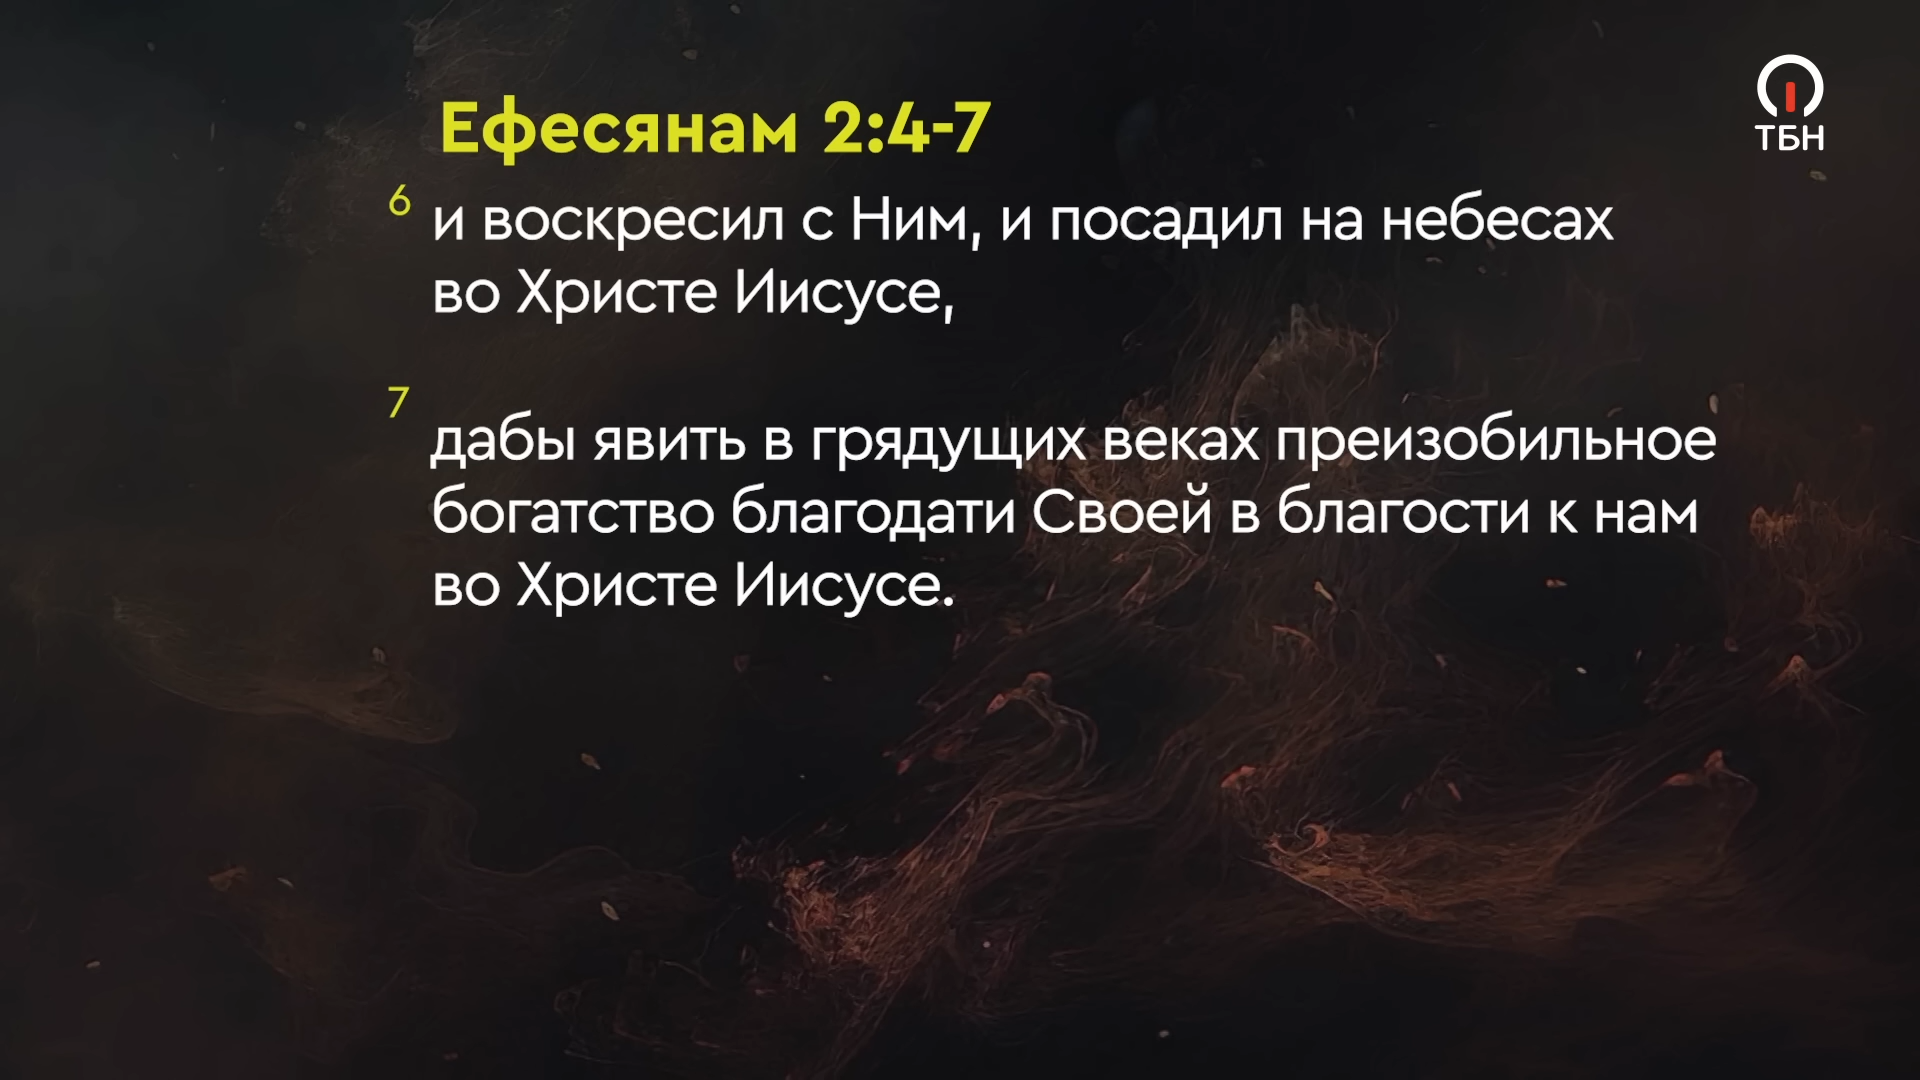 ТБН
Ефесянам 2:4-7
6 и воскресил с Ним, и посадил на небесах
во Христе Иисусе,
7
дабы явить в грядущих веках преизобильное
богатство благодати Своей в благости к нам
во Христе Иисусе.